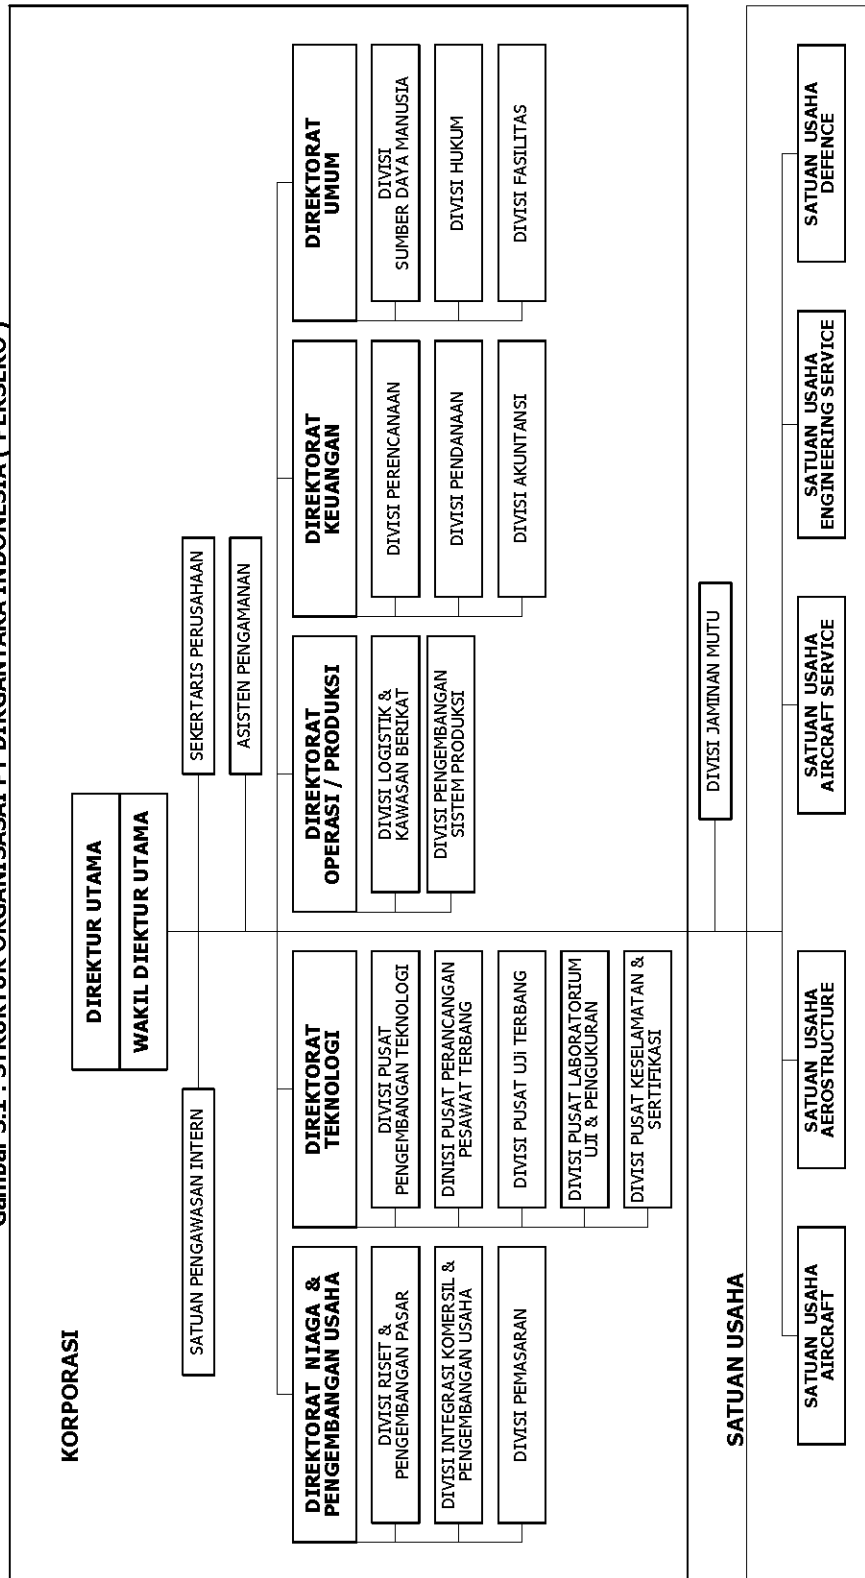 Gambar 3.1 : STRUKTUR ORGANISASAI PT DIRGANTARA INDONESIA ( PERSERO )
KORPORASI
DIREKTUR UTAMA
WAKIL DIEKTUR UTAMA
SATUAN PENGAWASAN INTERN
SEKERTARIS PERUSAHAAN
ASISTEN PENGAMANAN
DIREKTORAT NIAGA &
PENGEMBANGAN USAHA
DIVISI RISET &
PENGEMBANGAN PASAR
DIVISI INTEGRASI KOMERSIL &
PENGEMBANGAN USAHA
DIVISI PEMASARAN
DIREKTORAT
TEKNOLOGI
DIVISI PUSAT
PENGEMBANGAN TEKNOLOGI
DINISI PUSAT PERANCANGAN
PESAWAT TERBANG
DIVISI PUSAT UJi TERBANG
DIVISI PUSAT LABORATORIUM
UJI & PENGUKURAN
DIVISI PUSAT KESELAMATAN &
SERTIFIKASI
DIREKTORAT
OPERASI / PRODUKSI
DIVISI LOGISTIK &
KAWASAN BERIKAT
DIVISI PENGEMBANGAN
SISTEM PRODUKSI
DIREKTORAT
KEUANGAN
DIVISI PERENCANAAN
DIVISI PENDANAAN
DIVISI AKUNTANSI
DIREKTORAT
UMUM
DIVISI
SUMBER DAYA MANUSIA
DIVISI HUKUM
DIVISI FASILITAS
SATUAN USAHA
DIVISI JAMINAN MUTU
SATUAN USAHA
AIRCRAFT
SATUAN USAHA
AEROSTRUCTURE
SATUAN USAHA
AIRCRAFT SERVICE
SATUAN USAHA
ENGINEERING SERVICE
SATUAN USAHA
DEFENCE